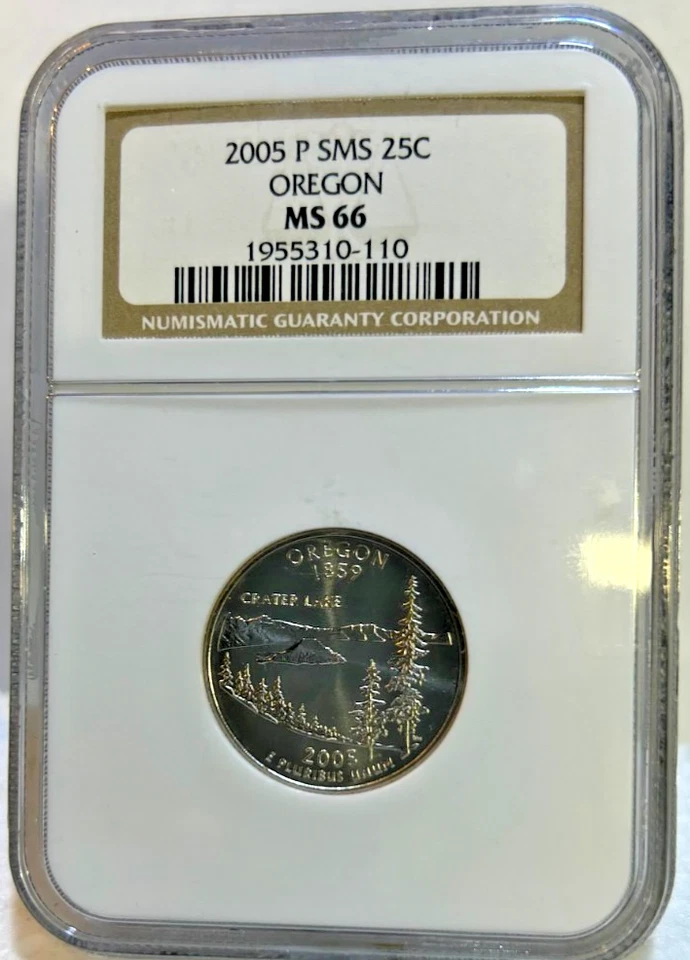 2005 P SMS 25C
OREGON
MS 66
1955310-110
NUMISMATIC GUARANTY CORPORATION
OREGON
1859
CRATER LAKE
2005
E PLURIBUS UNUM